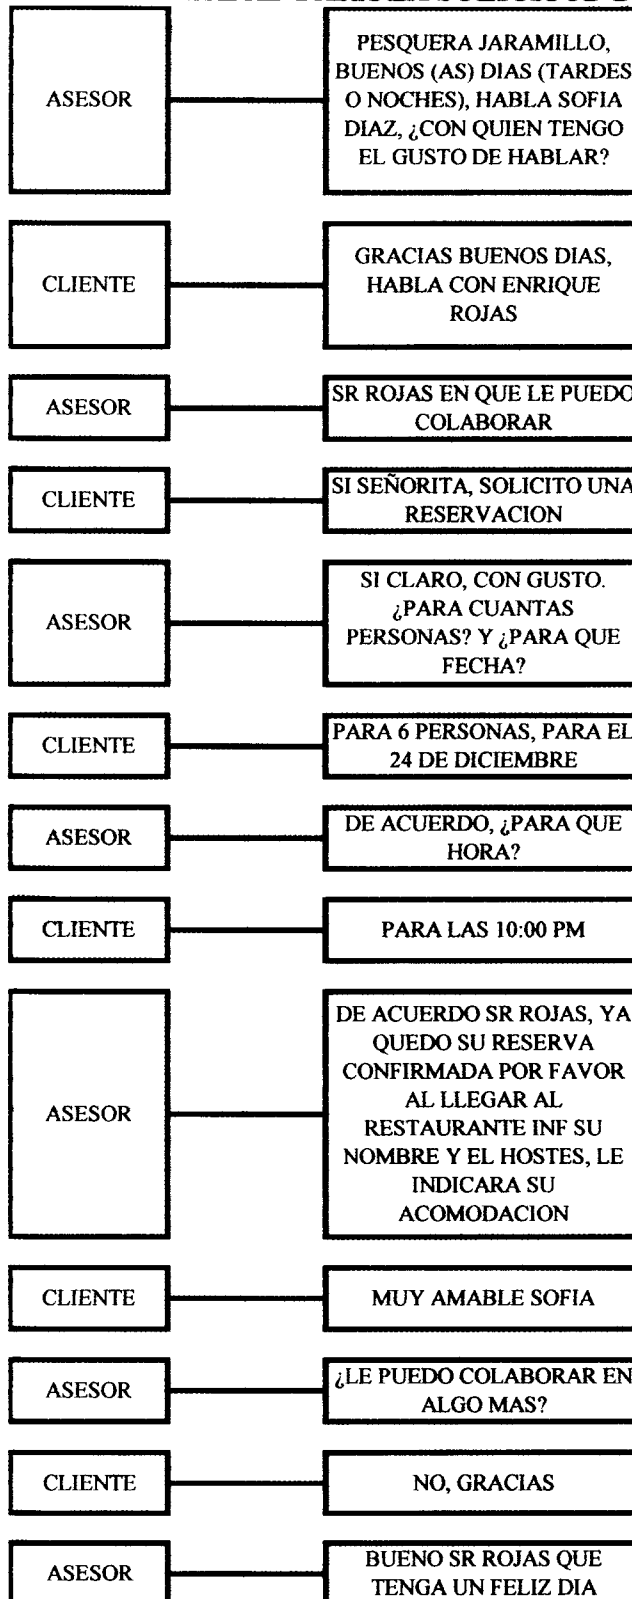 ASESOR
PESQUERA JARAMILLO,
BUENOS (AS) DIAS (TARDES
O NOCHES), HABLA SOFIA
DIAZ, ¿CON QUIEN TENGO
EL GUSTO DE HABLAR?
CLIENTE
GRACIAS BUENOS DIAS,
HABLA CON ENRIQUE
ROJAS
ASESOR
SR ROJAS EN QUE LE PUEDO
COLABORAR
CLIENTE
SI SEÑORITA, SOLICITO UNA
RESERVACION
ASESOR
SI CLARO, CON GUSTO.
¿PARA CUANTAS
PERSONAS? Y ¿PARA QUE
FECHA?
CLIENTE
PARA 6 PERSONAS, PARA EL
24 DE DICIEMBRE
ASESOR
DE ACUERDO, ¿PARA QUE
HORA?
CLIENTE
PARA LAS 10:00 PM
ASESOR
DE ACUERDO SR ROJAS, YA
QUEDO SU RESERVA
CONFIRMADA POR FAVOR
AL LLEGAR AL
RESTAURANTE INF SU
NOMBRE Y EL HOSTES, LE
INDICARA SU
ACOMODACION
CLIENTE
MUY AMABLE SOFIA
ASESOR
¿LE PUEDO COLABORAR EN
ALGO MAS?
CLIENTE
NO, GRACIAS
ASESOR
BUENO SR ROJAS QUE
TENGA UN FELIZ DIA